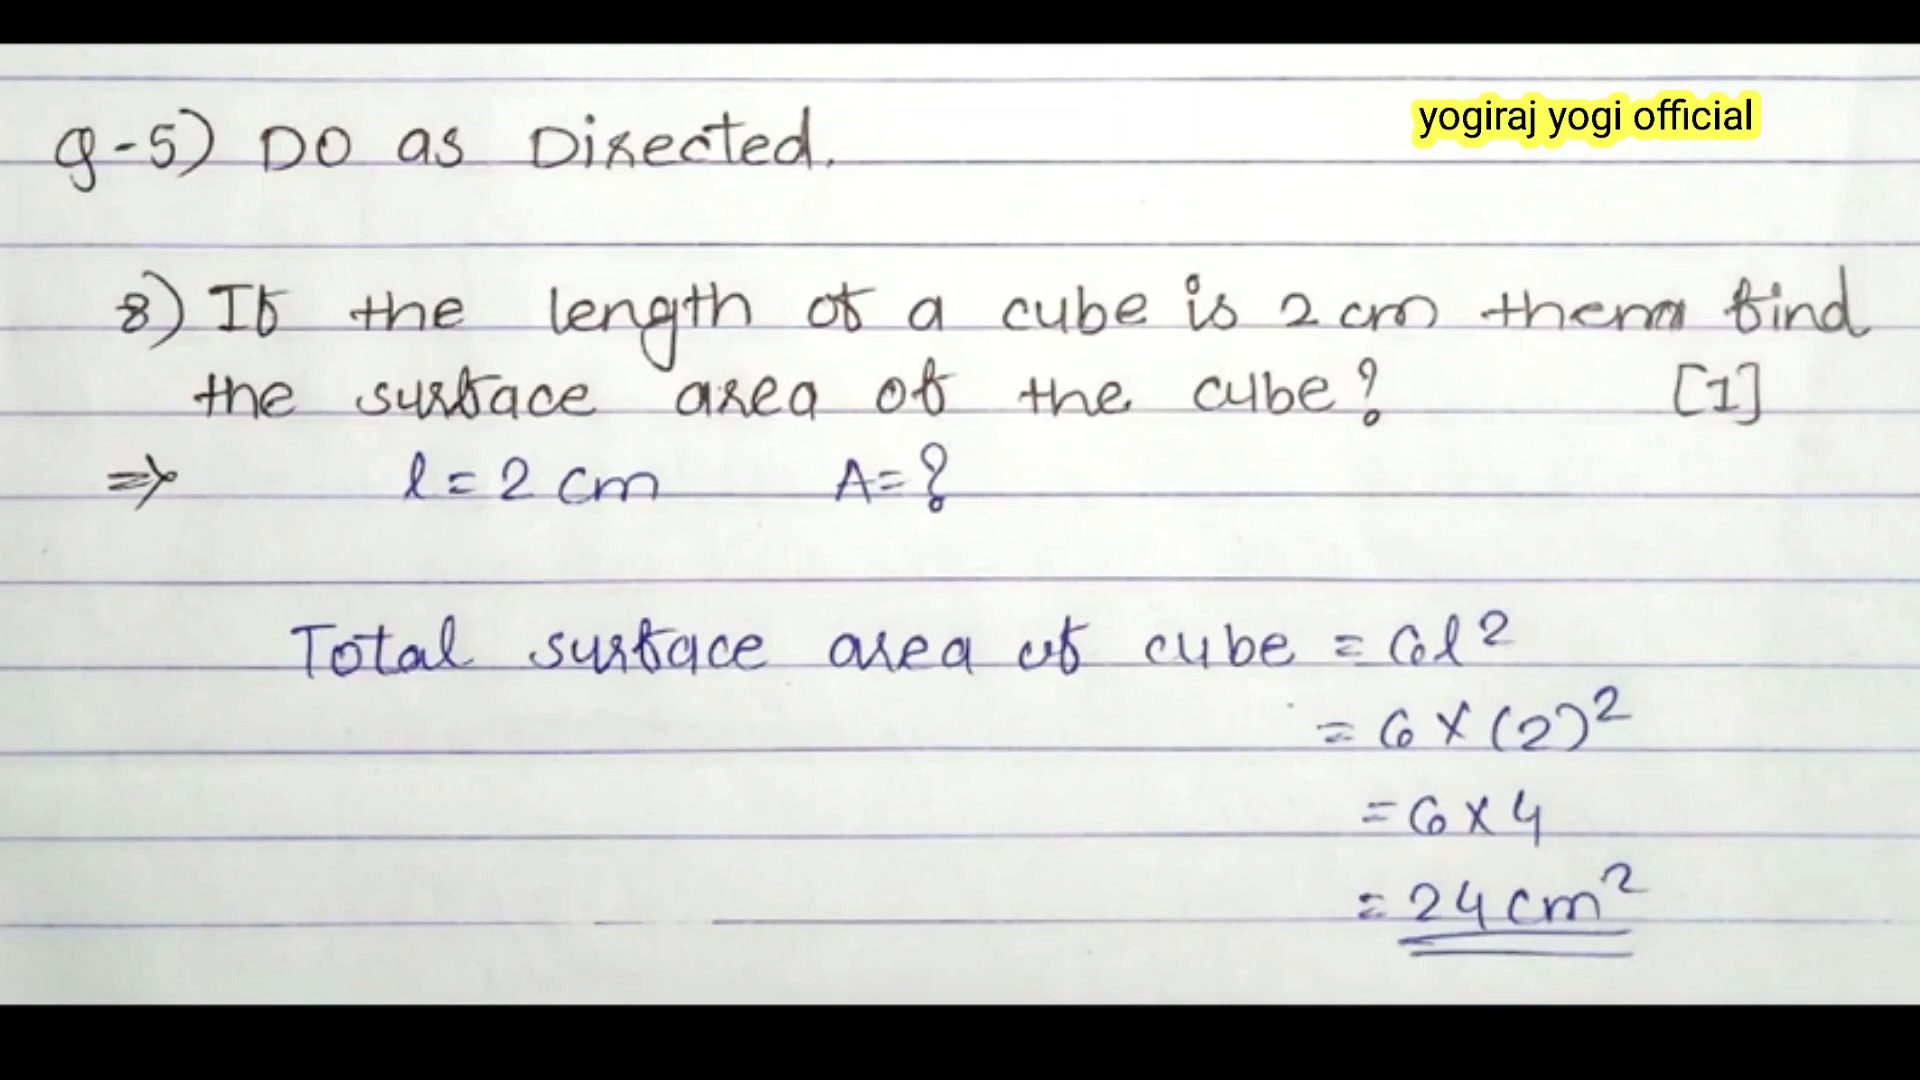 yogiraj yogi official
Q-5) DO as Directed.
8) If the length of a cube is 2 cm then find
the surface area of the cube? [1]
⇒ l = 2 cm A = ?
Total surface area of cube = 6l²
= 6 × (2)²
= 6 × 4
= 24 cm²